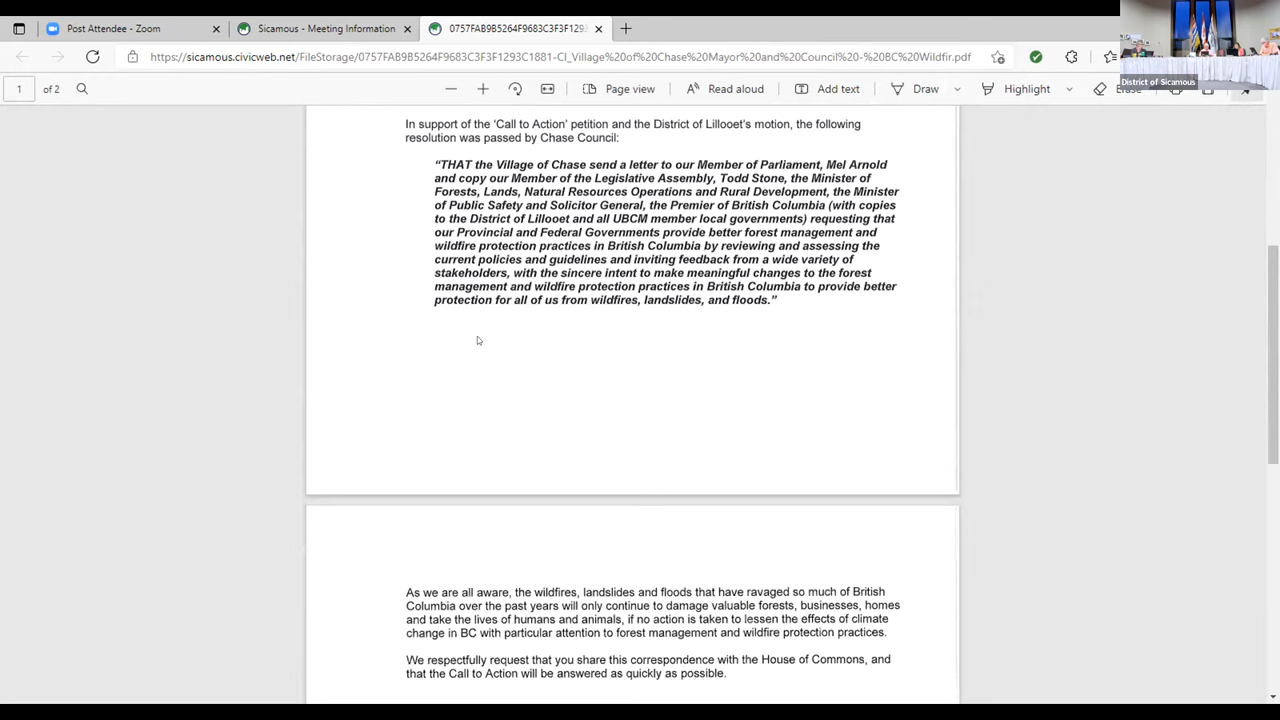 Post Attendee - Zoom
Sicamous - Meeting Information
0757FAB9B5264F9683C3F3F1293C
https://sicamous.civicweb.net/FileStorage/0757FAB9B5264F9683C3F3F1293C1881-CI_Village%20of%20Chase%20Mayor%20and%20Council%20-%20BC%20Wildfir.pdf
District of Sicamous
1 of 2
Page view
Read aloud
Add text
Draw
Highlight
Erase
In support of the 'Call to Action' petition and the District of Lillooet's motion, the following
resolution was passed by Chase Council:
"THAT the Village of Chase send a letter to our Member of Parliament, Mel Arnold
and copy our Member of the Legislative Assembly, Todd Stone, the Minister of
Forests, Lands, Natural Resources Operations and Rural Development, the Minister
of Public Safety and Solicitor General, the Premier of British Columbia (with copies
to the District of Lillooet and all UBCM member local governments) requesting that
our Provincial and Federal Governments provide better forest management and
wildfire protection practices in British Columbia by reviewing and assessing the
current policies and guidelines and inviting feedback from a wide variety of
stakeholders, with the sincere intent to make meaningful changes to the forest
management and wildfire protection practices in British Columbia to provide better
protection for all of us from wildfires, landslides, and floods."
As we are all aware, the wildfires, landslides and floods that have ravaged so much of British
Columbia over the past years will only continue to damage valuable forests, businesses, homes
and take the lives of humans and animals, if no action is taken to lessen the effects of climate
change in BC with particular attention to forest management and wildfire protection practices.
We respectfully request that you share this correspondence with the House of Commons, and
that the Call to Action will be answered as quickly as possible.